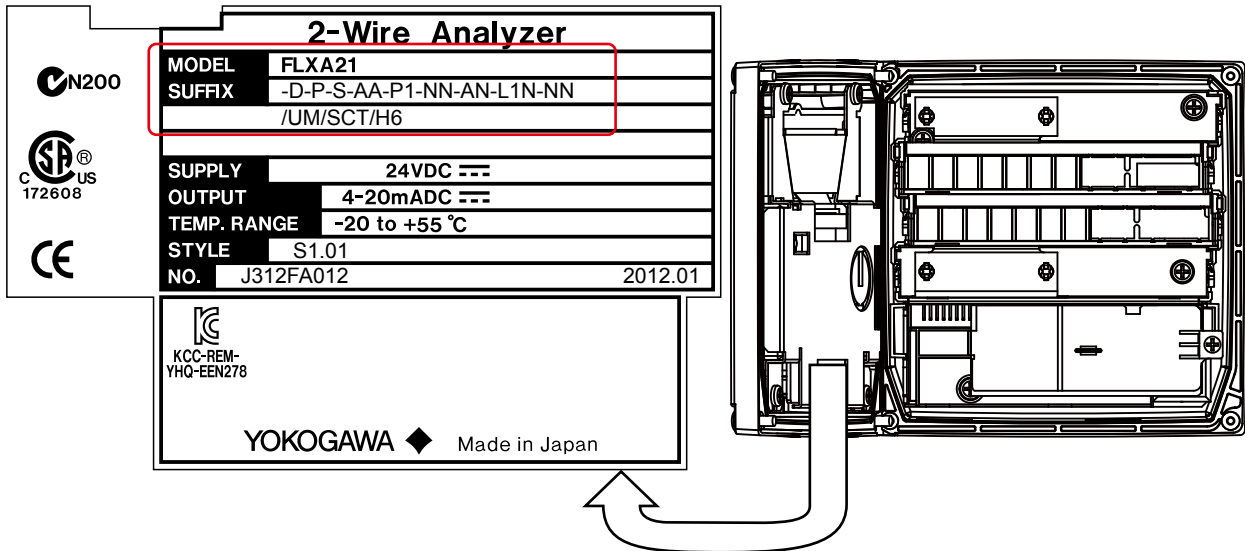 2-Wire Analyzer
MODEL FLXA21
SUFFIX -D-P-S-AA-P1-NN-AN-L1N-NN
/UM/SCT/H6
SUPPLY 24VDC
OUTPUT 4-20mADC
TEMP. RANGE -20 to +55 ℃
STYLE S1.01
NO. J312FA012 2012.01
N200
SA ®
C US
172608
CE
KCC-REM-
YHQ-EEN278
YOKOGAWA ◆ Made in Japan